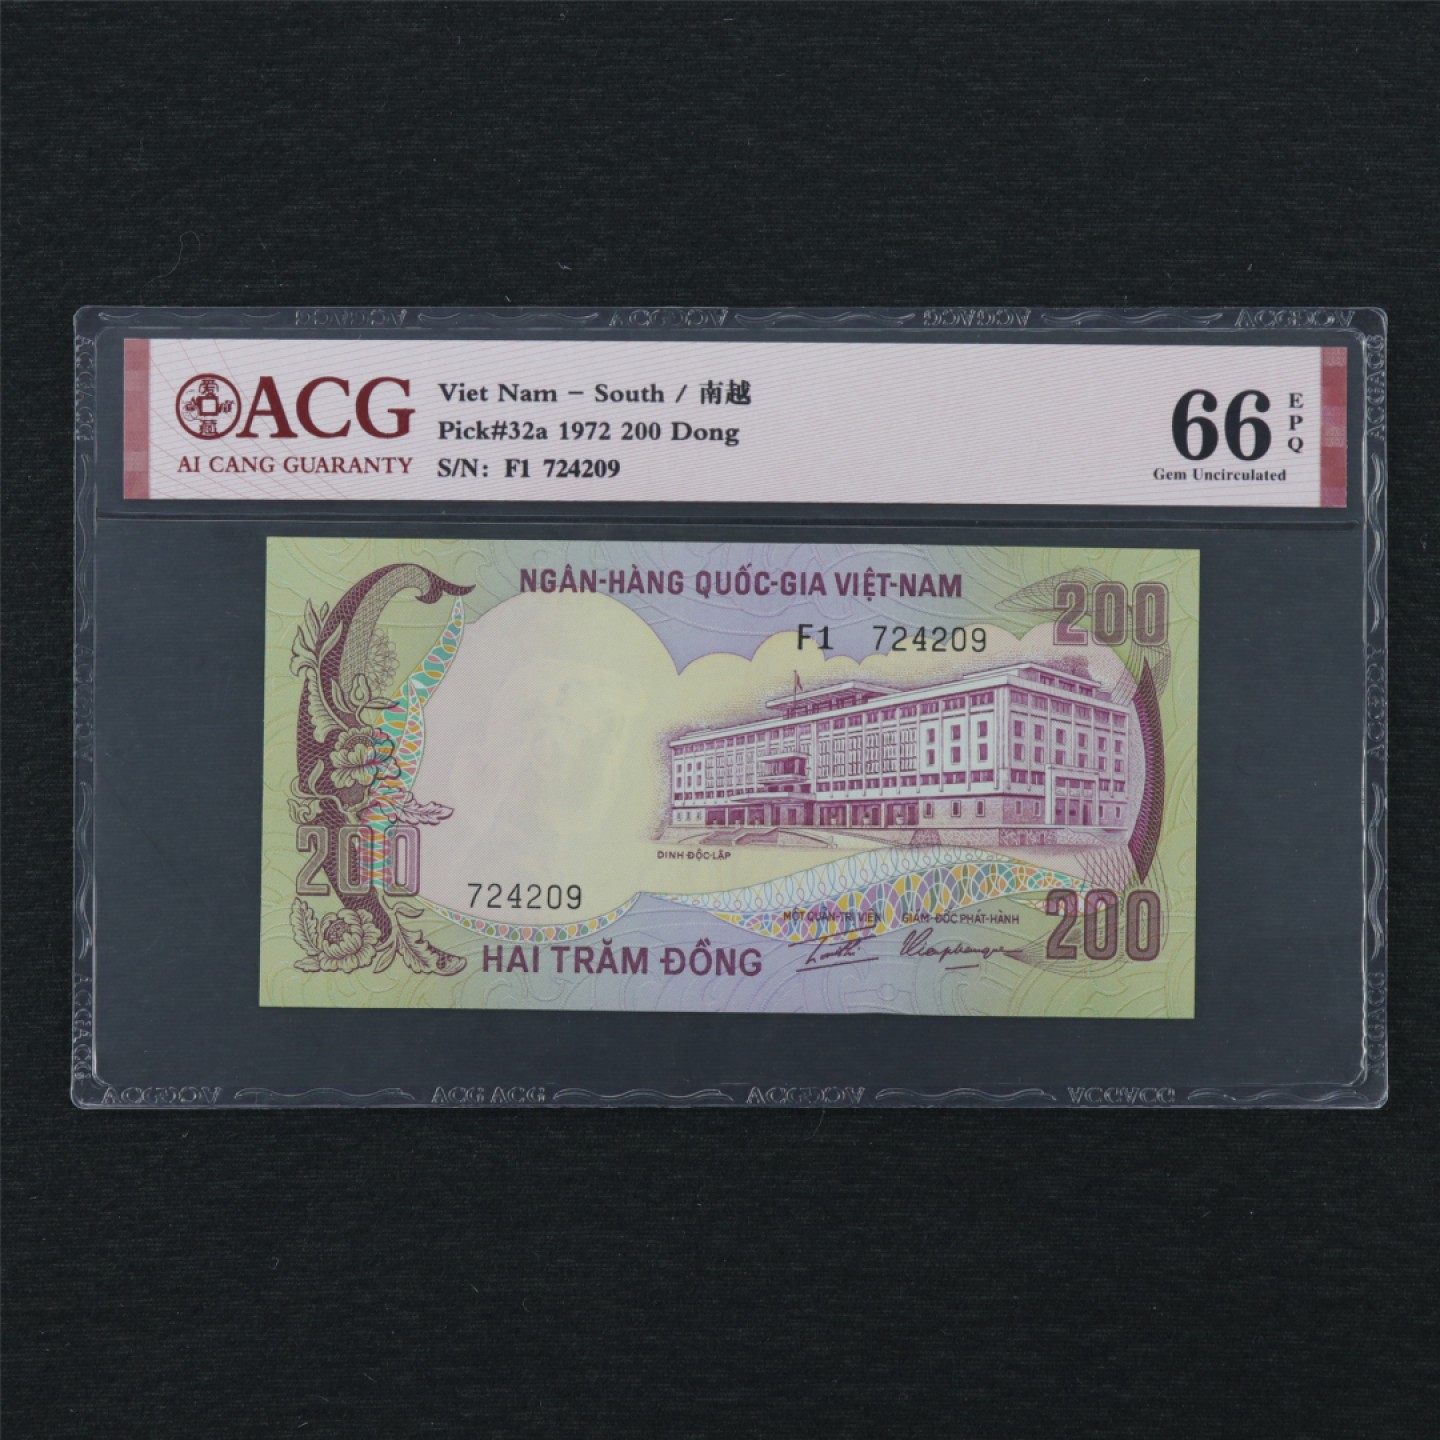 ACG
AI CANG GUARANTY
Viet Nam – South / 南越
Pick#32a 1972 200 Dong
S/N: F1 724209
66
EPQ
Gem Uncirculated
NGÂN-HÀNG QUỐC-GIA VIỆT-NAM
200
F1 724209
DINH-ĐỘC-LẬP
200
724209
MỘT QUẢN-TRỊ-VIÊN GIÁM-ĐỐC PHÁT-HÀNH
200
HAI TRĂM ĐỒNG